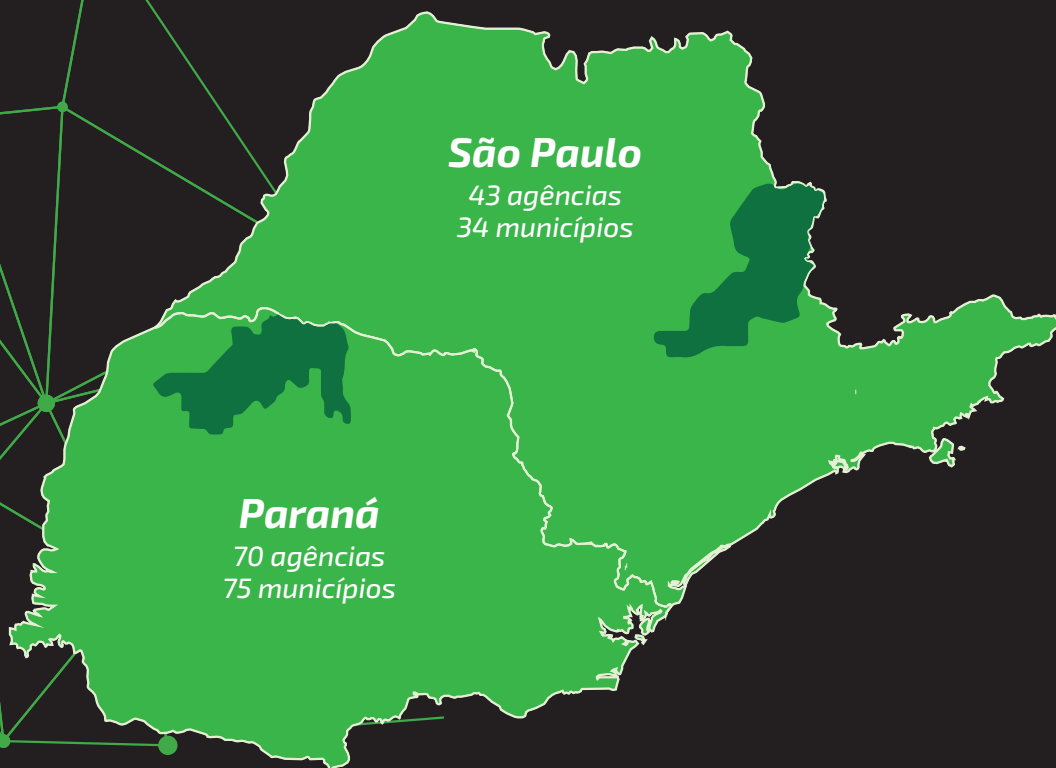 São Paulo
43 agências
34 municípios
Paraná
70 agências
75 municípios